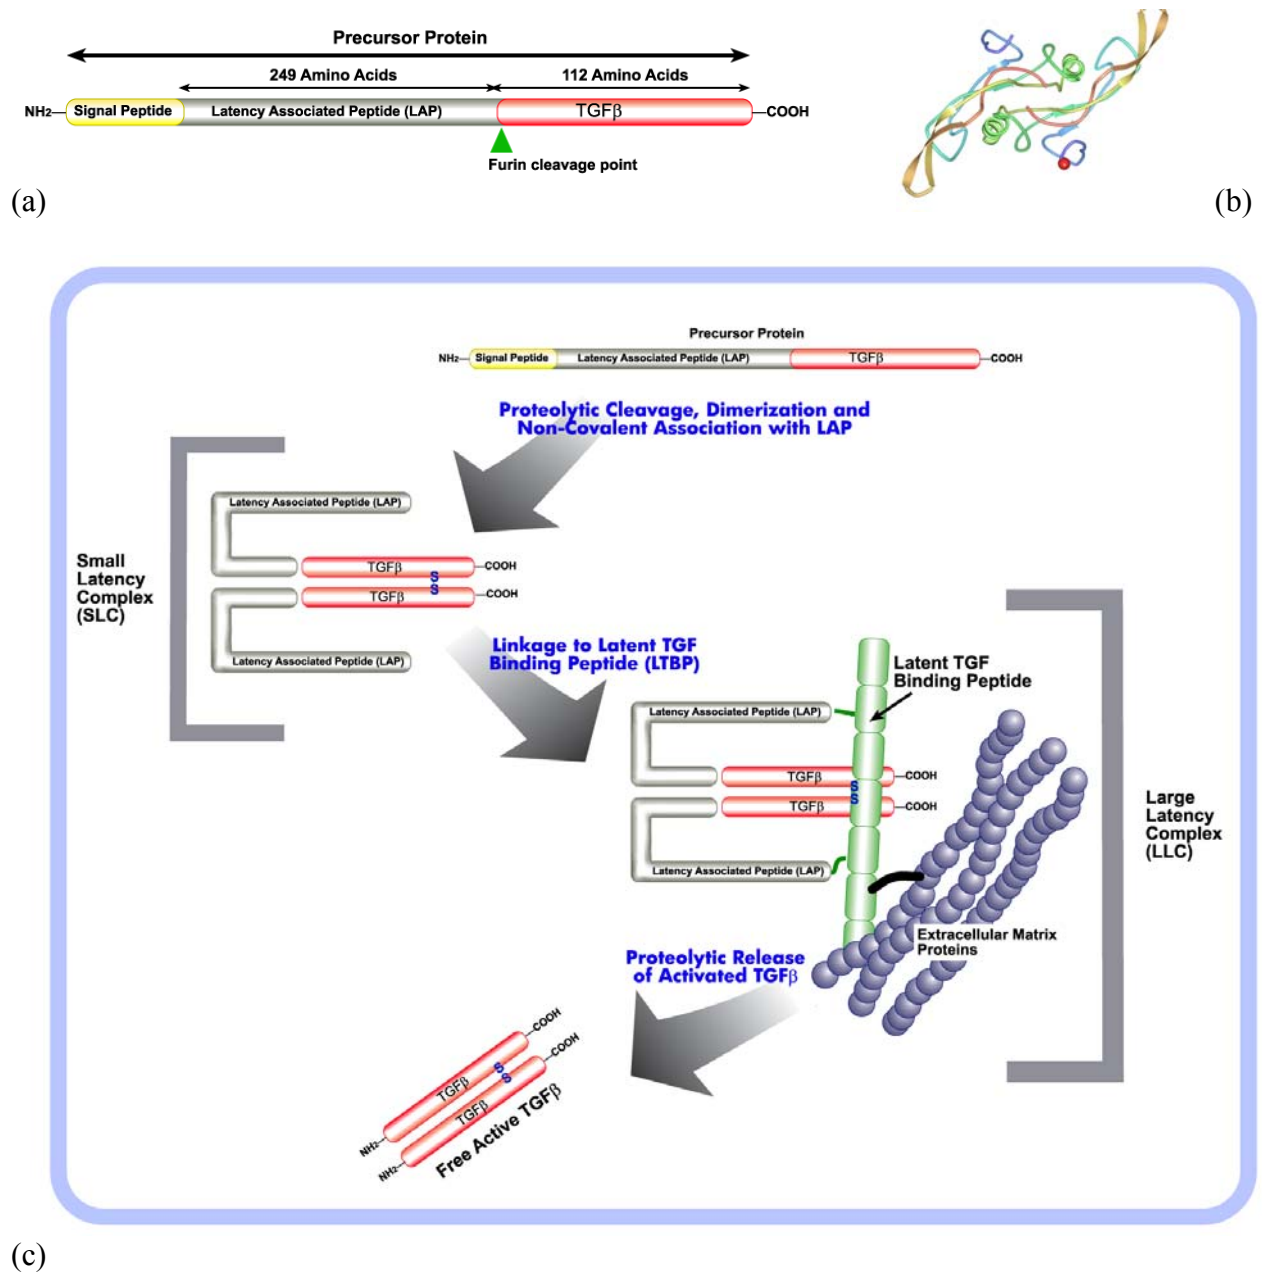 Precursor Protein
249 Amino Acids
112 Amino Acids
NH2
Signal Peptide
Latency Associated Peptide (LAP)
TGFβ
COOH
Furin cleavage point
(a)
(b)
Precursor Protein
NH2
Signal Peptide
Latency Associated Peptide (LAP)
TGFβ
COOH
Proteolytic Cleavage, Dimerization and
Non-Covalent Association with LAP
Small
Latency
Complex
(SLC)
Latency Associated Peptide (LAP)
TGFβ
COOH
S
S
TGFβ
COOH
Latency Associated Peptide (LAP)
Linkage to Latent TGF
Binding Peptide (LTBP)
Latent TGF
Binding Peptide
Latency Associated Peptide (LAP)
TGFβ
COOH
S
S
TGFβ
COOH
Latency Associated Peptide (LAP)
Large
Latency
Complex
(LLC)
Extracellular Matrix
Proteins
Proteolytic Release
of Activated TGFβ
NH2
TGFβ
COOH
S
S
NH2
TGFβ
COOH
Free Active TGFβ
(c)